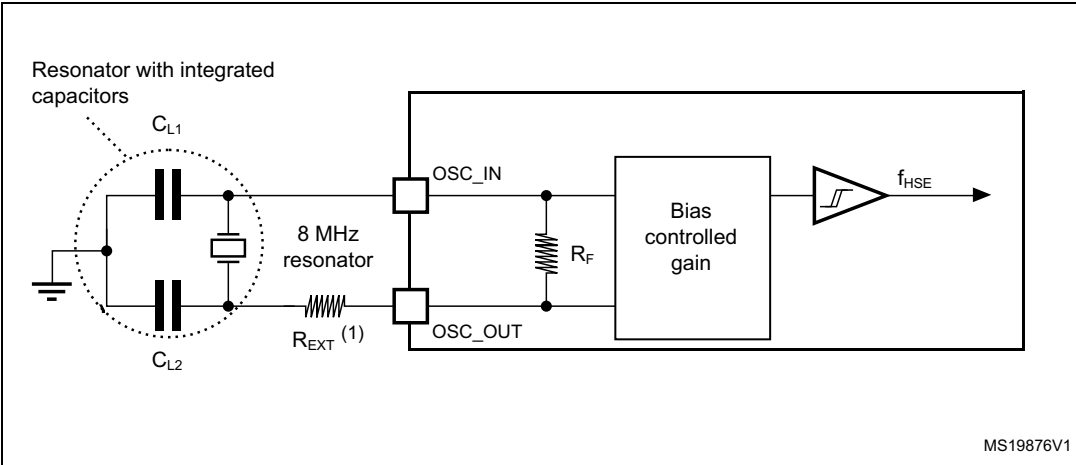 Resonator with integrated
capacitors
CL1
OSC_IN
fHSE
8 MHz
resonator
RF
Bias
controlled
gain
REXT (1)
OSC_OUT
CL2
MS19876V1